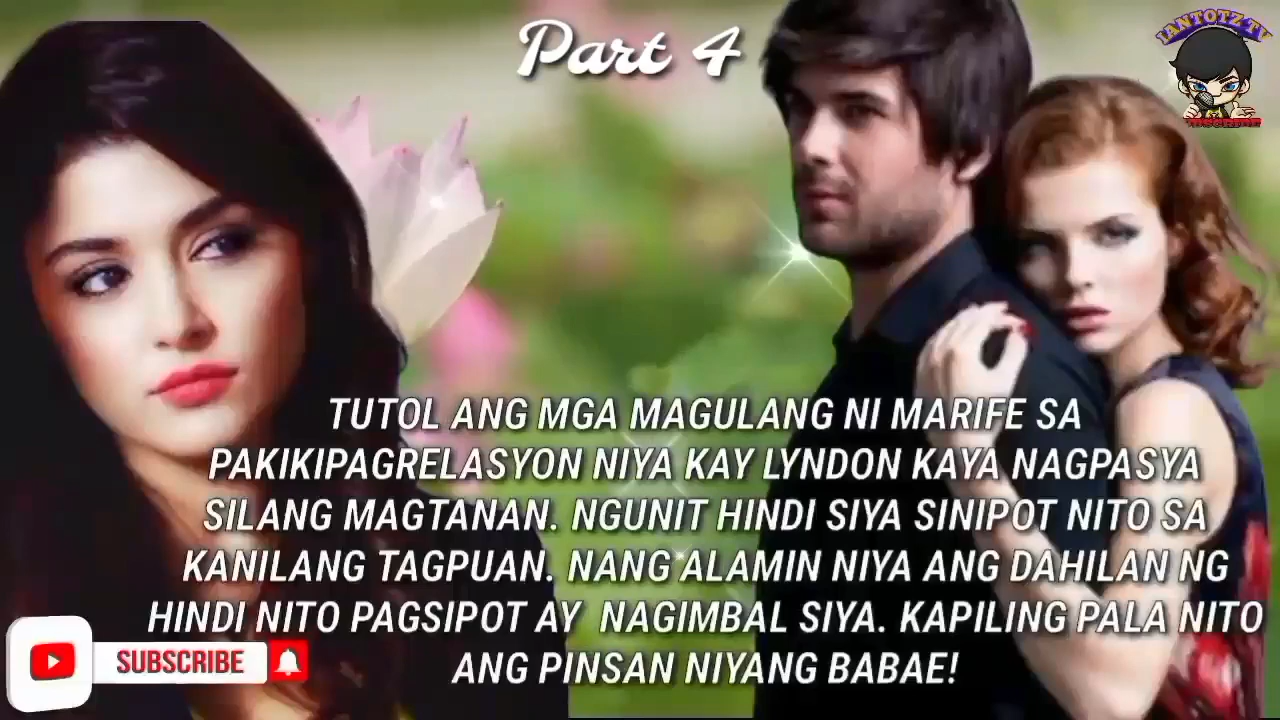 Part 4
IANTOTZ TV
TUTOL ANG MGA MAGULANG NI MARIFE SA
PAKIKIPAGRELASYON NIYA KAY LYNDON KAYA NAGPASYA
SILANG MAGTANAN. NGUNIT HINDI SIYA SINIPOT NITO SA
KANILANG TAGPUAN. NANG ALAMIN NIYA ANG DAHILAN NG
HINDI NITO PAGSIPOT AY NAGIMBAL SIYA. KAPILING PALA NITO
ANG PINSAN NIYANG BABAE!
SUBSCRIBE